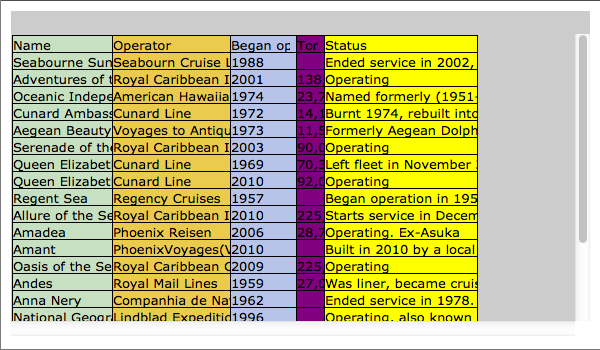 Name Operator Began op Ton Status
Seabourne Sun Seabourn Cruise L 1988 Ended service in 2002,
Adventures of t Royal Caribbean I 2001 138 Operating
Oceanic Indepe American Hawaiia 1974 23,7 Named formerly (1951-
Cunard Ambass Cunard Line 1972 14,1 Burnt 1974, rebuilt into
Aegean Beauty Voyages to Antiqu 1973 11,5 Formerly Aegean Dolph
Serenade of the Royal Caribbean I 2003 90,0 Operating
Queen Elizabet Cunard Line 1969 70,3 Left fleet in November
Queen Elizabet Cunard Line 2010 92,0 Operating
Regent Sea Regency Cruises 1957 Began operation in 195
Allure of the Se Royal Caribbean I 2010 225 Starts service in Decem
Amadea Phoenix Reisen 2006 28,7 Operating. Ex-Asuka
Amant PhoenixVoyages(V 2010 Built in 2010 by a local
Oasis of the Se Royal Caribbean C 2009 225 Operating
Andes Royal Mail Lines 1959 27,0 Was liner, became cruis
Anna Nery Companhia de Na 1962 Ended service in 1978.
National Geogr Lindblad Expeditic 1996 Operating, also known